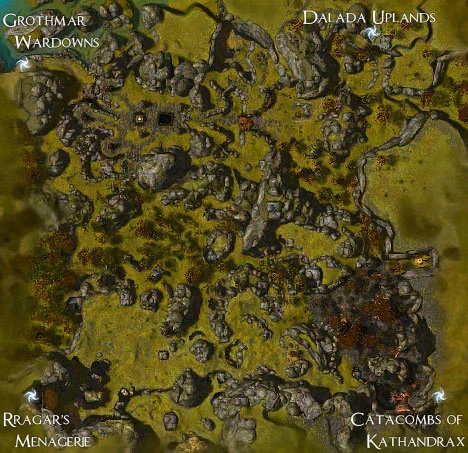 Grothmar
Wardowns
Dalada Uplands
Rragar's
Menagerie
Catacombs of
Kathandrax